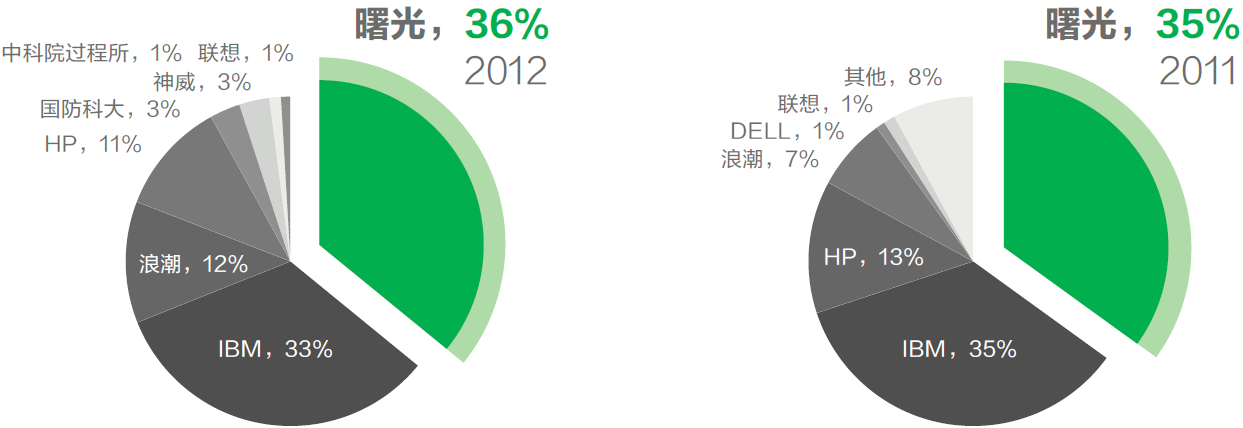 曙光，36%
2012
中科院过程所，1%
联想，1%
神威，3%
国防科大，3%
HP，11%
浪潮，12%
IBM，33%
曙光，35%
2011
其他，8%
联想，1%
DELL，1%
浪潮，7%
HP，13%
IBM，35%